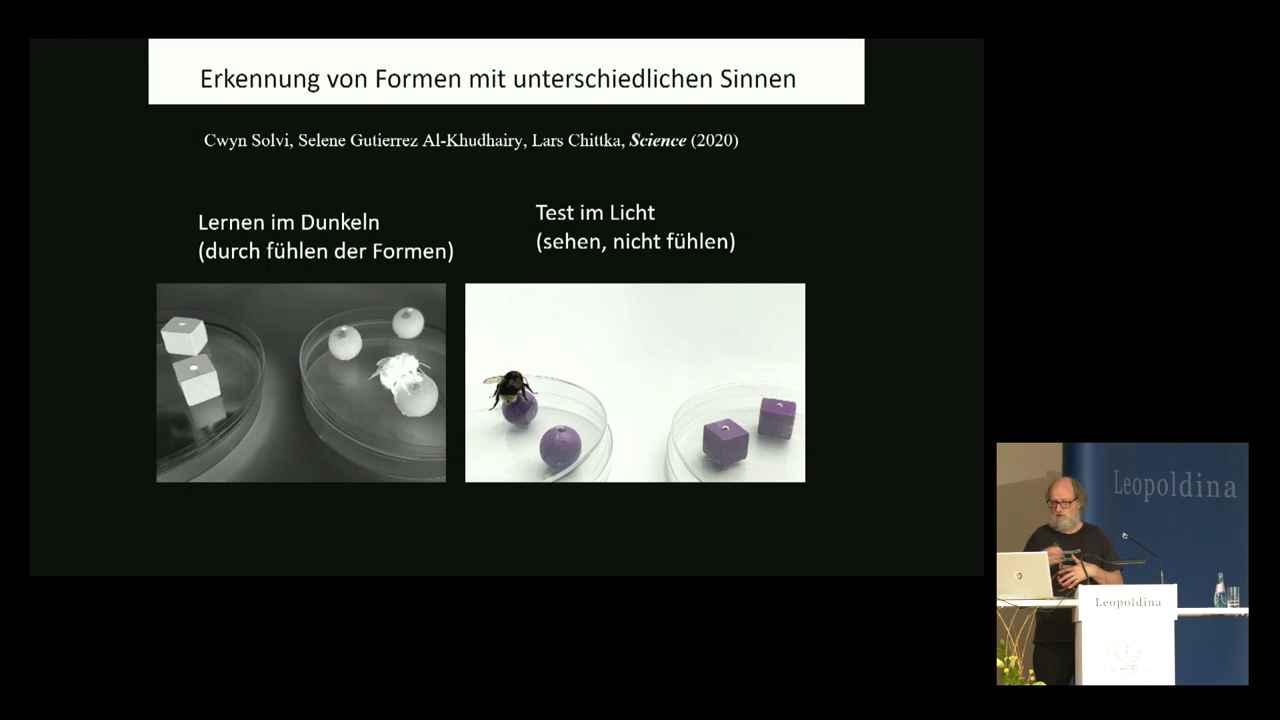 Erkennung von Formen mit unterschiedlichen Sinnen
Cwyn Solvi, Selene Gutierrez Al-Khudhairy, Lars Chittka, Science (2020)
Lernen im Dunkeln
(durch fühlen der Formen)
Test im Licht
(sehen, nicht fühlen)
Leopoldina
Leopoldina